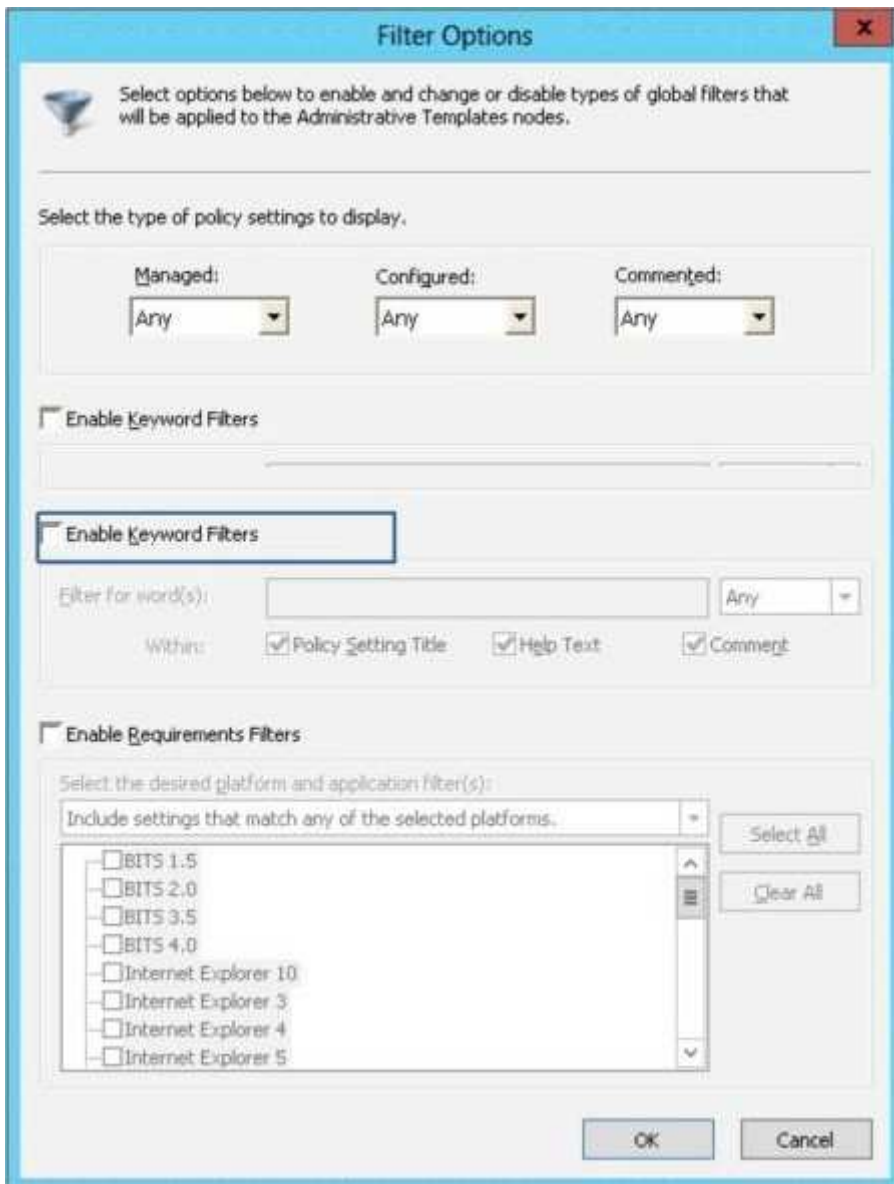 Filter Options
x
Select options below to enable and change or disable types of global filters that
will be applied to the Administrative Templates nodes.
Select the type of policy settings to display.
Managed: Configured: Commented:
Any Any Any
Enable Keyword Filters
Enable Keyword Filters
Filter for word(s): Any
Within: Policy Setting Title Help Text Comment
Enable Requirements Filters
Select the desired platform and application filter(s):
Include settings that match any of the selected platforms.
Select All
BITS 1.5
BITS 2.0
Clear All
BITS 3.5
BITS 4.0
Internet Explorer 10
Internet Explorer 3
Internet Explorer 4
Internet Explorer 5
OK Cancel